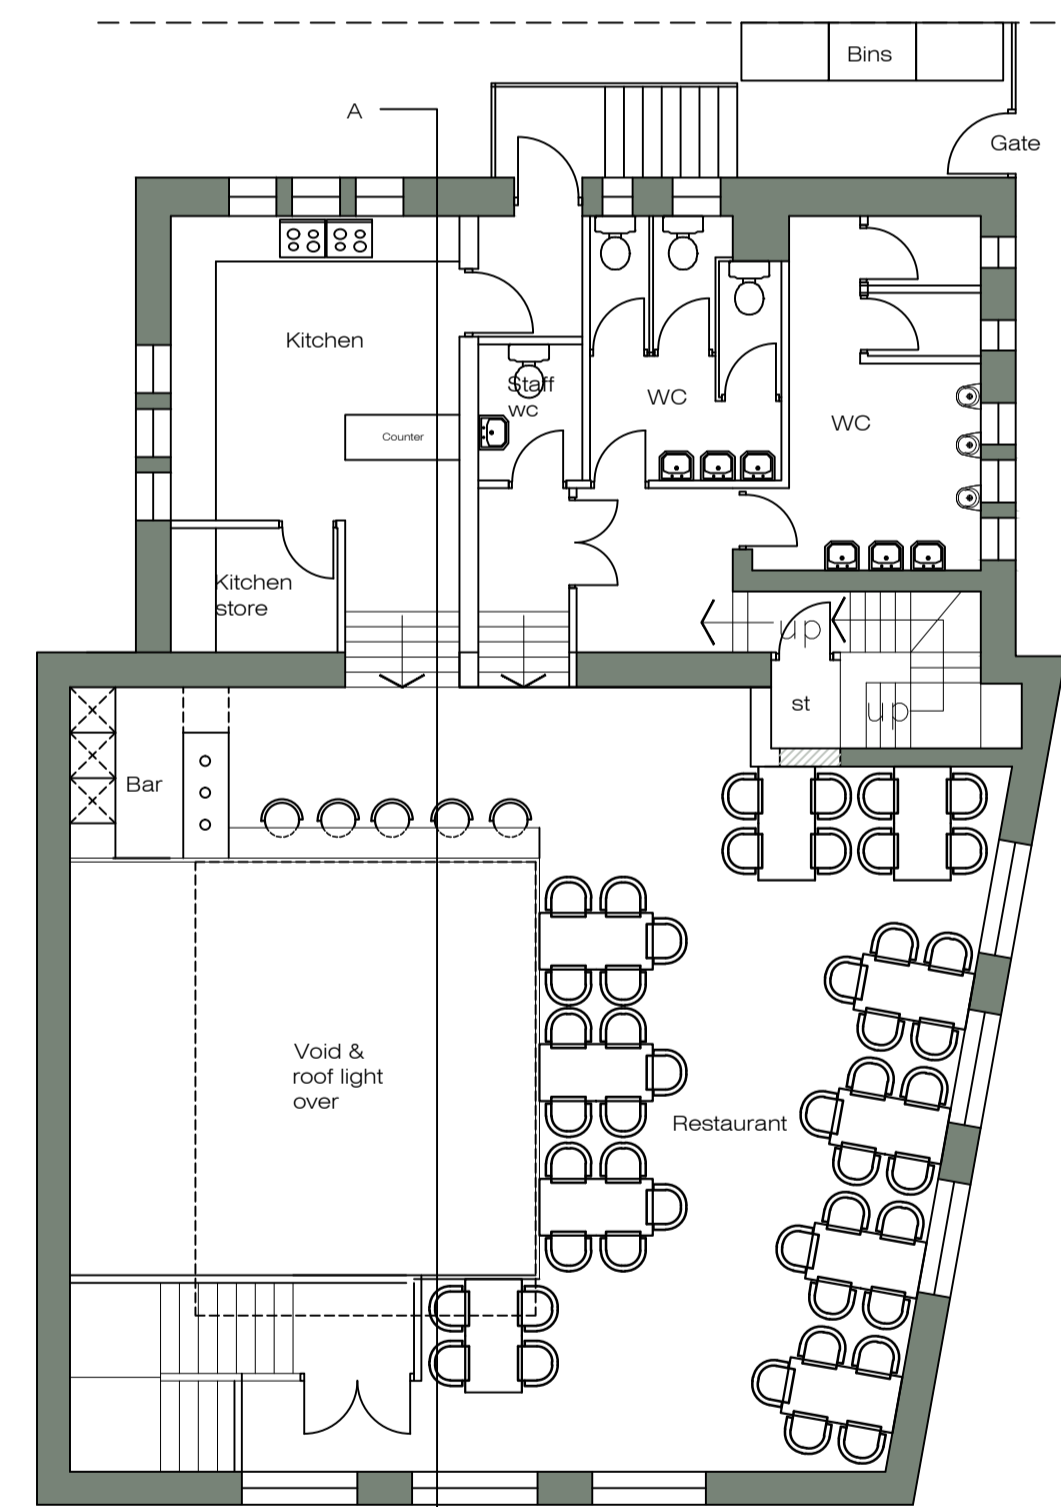 Bins
A
Gate
Kitchen
Staff
wc
WC
WC
Counter
Kitchen
store
up
st
up
Bar
Void &
roof light
over
Restaurant